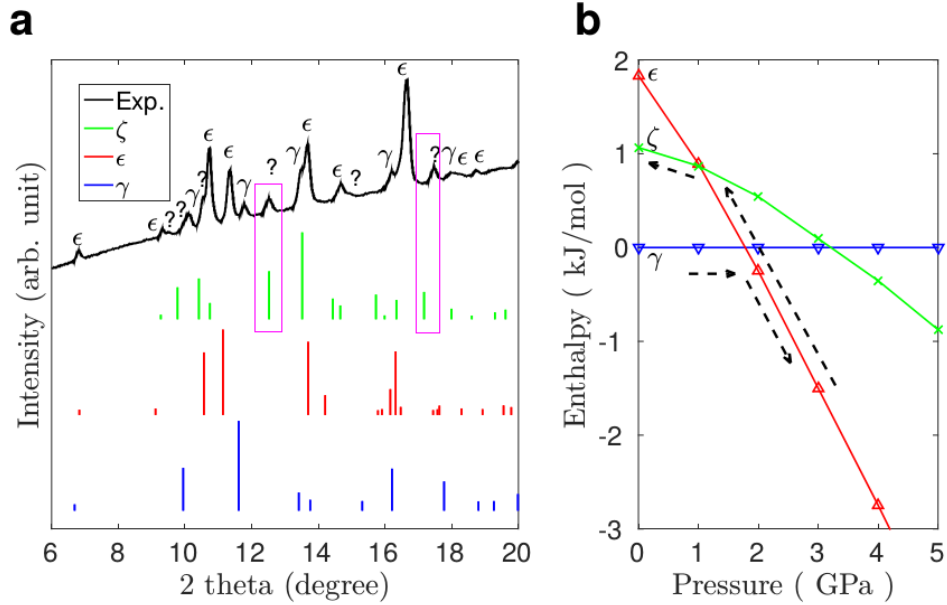 a
ϵ
ϵ
?
?
γ
?
ϵ
ϵ
γ
?
γ
ϵ
ϵ
?
γ
ϵ
?
γ
ϵ
ϵ
Exp.
ζ
ϵ
γ
Intensity (arb. unit)
6 8 10 12 14 16 18 20
2 theta (degree)
b
2
1
0
-1
-2
-3
ϵ
ζ
γ
Enthalpy ( kJ/mol)
0 1 2 3 4 5
Pressure ( GPa)